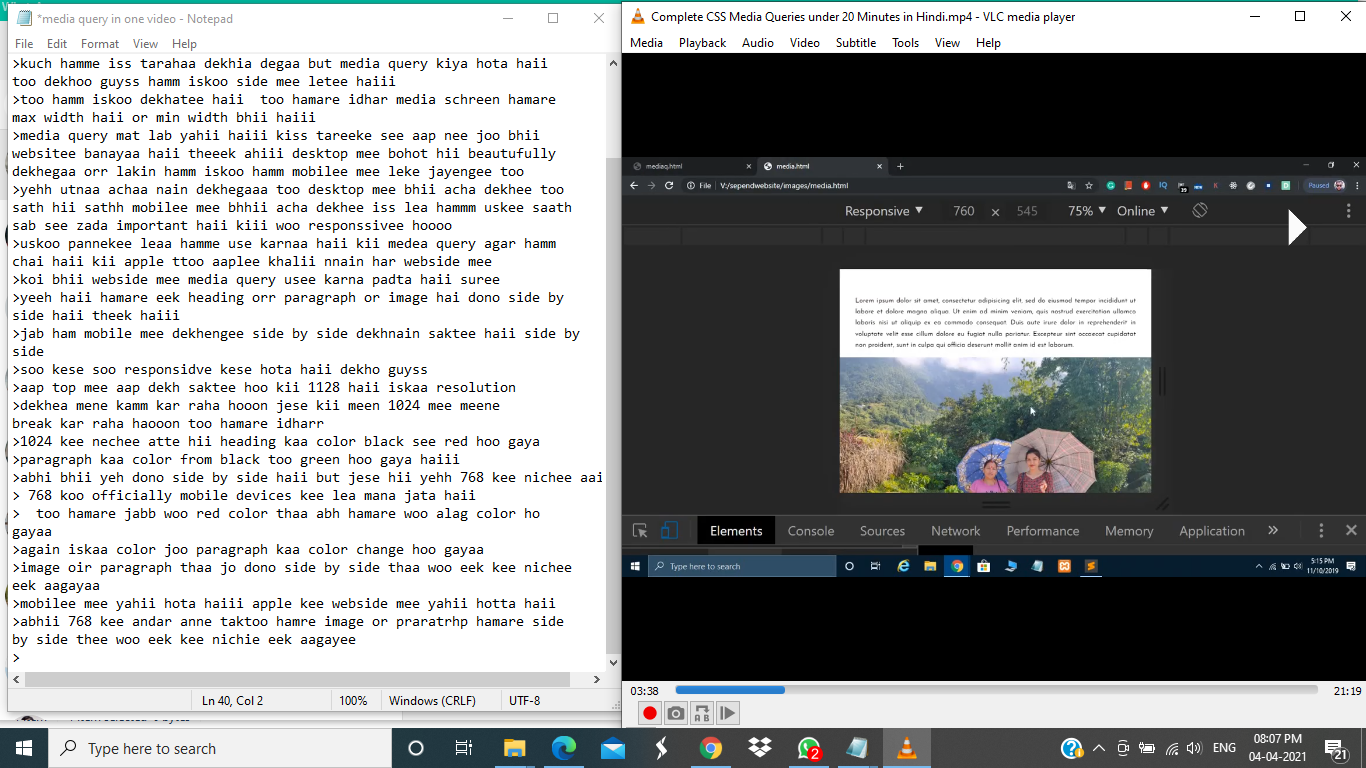 *media query in one video - Notepad
File Edit Format View Help
>kuch hamme iss tarahaa dekhia degaa but media query kiya hota haii
too dekhoo guyss hamm iskoo side mee letee haiii
>too hamm iskoo dekhatee haii  too hamare idhar media schreen hamare
max width haii or min width bhii haiii
>media query mat lab yahii haiii kiss tareeke see aap nee joo bhii
websitee banayaa haii theeek ahiii desktop mee bohot hii beautufully
dekhegaa orr lakin hamm iskoo hamm mobilee mee leke jayengee too
>yehh utnaa achaa nain dekhegaaa too desktop mee bhii acha dekhee too
sath hii sathh mobilee mee bhhii acha dekhee iss lea hammm uskee saath
sab see zada important haii kiii woo responssivee hoooo
>uskoo pannekee leaa hamme use karnaa haii kii medea query agar hamm
chai haii kii apple ttoo aaplee khalii nnain har webside mee
>koi bhii webside mee media query usee karna padta haii suree
>yeeh haii hamare eek heading orr paragraph or image hai dono side by
side haii theek haiii
>jab ham mobile mee dekhengee side by side dekhnain saktee haii side by
side
>soo kese soo responsidve kese hota haii dekho guyss
>aap top mee aap dekh saktee hoo kii 1128 haii iskaa resolution
>dekhea mene kamm kar raha hooon jese kii meen 1024 mee meene
break kar raha haooon too hamare idharr
>1024 kee nechee atte hii heading kaa color black see red hoo gaya
>paragraph kaa color from black too green hoo gaya haiii
>abhi bhii yeh dono side by side haii but jese hii yehh 768 kee nichee aai
> 768 koo officially mobile devices kee lea mana jata haii
>  too hamare jabb woo red color thaa abh hamare woo alag color ho
gayaa
>again iskaa color joo paragraph kaa color change hoo gayaa
>image oir paragraph thaa jo dono side by side thaa woo eek kee nichee
eek aagayaa
>mobilee mee yahii hota haiii apple kee webside mee yahii hotta haii
>abhii 768 kee andar anne taktoo hamre image or praratrhp hamare side
by side thee woo eek kee nichie eek aagayee
>
Ln 40, Col 2 100% Windows (CRLF) UTF-8
Complete CSS Media Queries under 20 Minutes in Hindi.mp4 - VLC media player
Media Playback Audio Video Subtitle Tools View Help
mediaq.html media.html
File V:/sependwebsite/images/media.html Paused
Responsive 760 x 545 75% Online
Lorem ipsum dolor sit amet, consectetur adipisicing elit, sed do eiusmod tempor incididunt ut
labore et dolore magna aliqua. Ut enim ad minim veniam, quis nostrud exercitation ullamco
laboris nisi ut aliquip ex ea commodo consequat. Duis aute irure dolor in reprehenderit in
voluptate velit esse cillum dolore eu fugiat nulla pariatur. Excepteur sint occaecat cupidatat
non proident, sunt in culpa qui officia deserunt mollit anim id est laborum.
Elements Console Sources Network Performance Memory Application
Type here to search
5:15 PM
11/10/2019
03:38 21:19
Type here to search
2
ENG
08:07 PM
04-04-2021
21